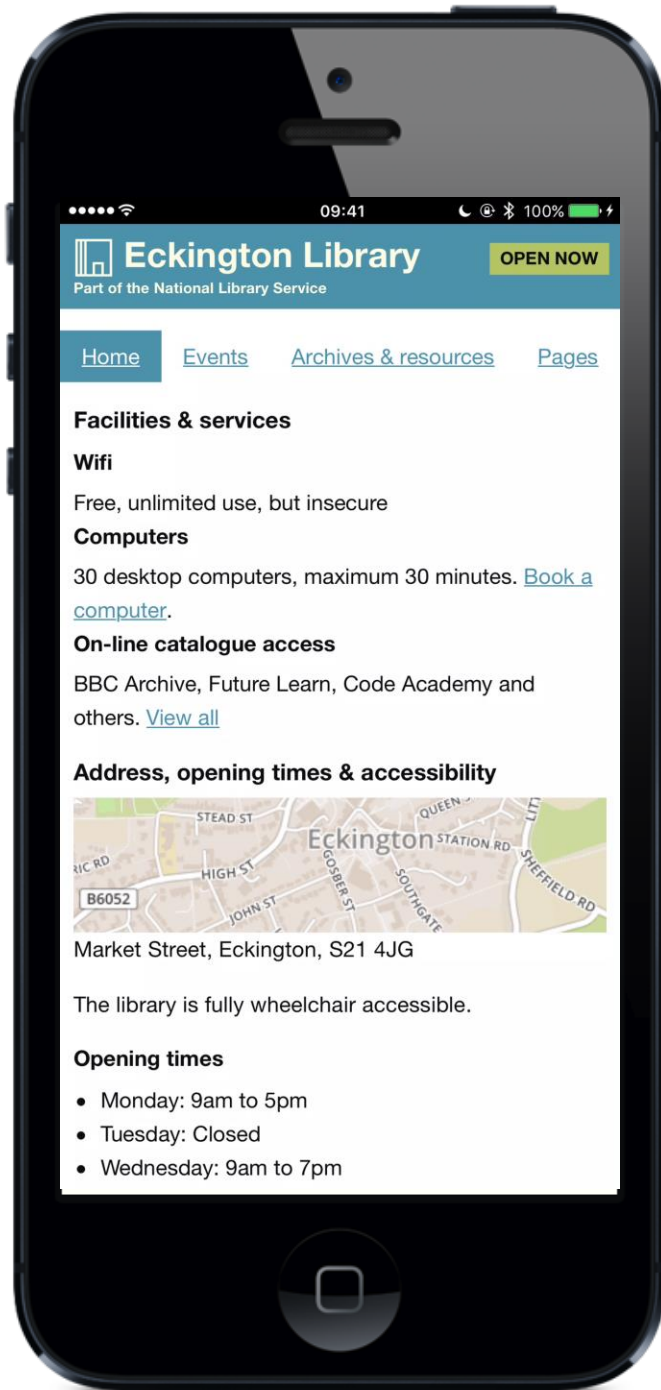 09:41 100%
Eckington Library
OPEN NOW
Part of the National Library Service
Home Events Archives & resources Pages
Facilities & services
Wifi
Free, unlimited use, but insecure
Computers
30 desktop computers, maximum 30 minutes. Book a
computer.
On-line catalogue access
BBC Archive, Future Learn, Code Academy and
others. View all
Address, opening times & accessibility
STEAD ST
QUEEN
Eckington
STATION RD
RIC RD
HIGH ST
GOSBER ST
SHEFFIELD RD
B6052
SOUTHGATE
JOHN ST
Market Street, Eckington, S21 4JG
The library is fully wheelchair accessible.
Opening times
• Monday: 9am to 5pm
• Tuesday: Closed
• Wednesday: 9am to 7pm